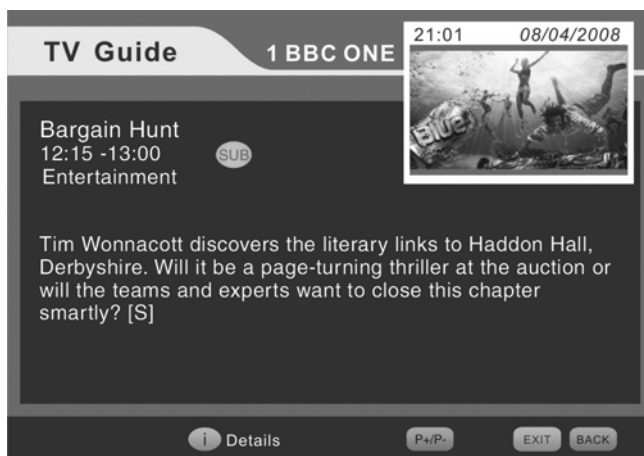 TV Guide
1 BBC ONE
21:01 08/04/2008
Blue
Bargain Hunt
12:15 -13:00 SUB
Entertainment
Tim Wonnacott discovers the literary links to Haddon Hall,
Derbyshire. Will it be a page-turning thriller at the auction or
will the teams and experts want to close this chapter
smartly? [S]
i Details P+/P- EXIT BACK